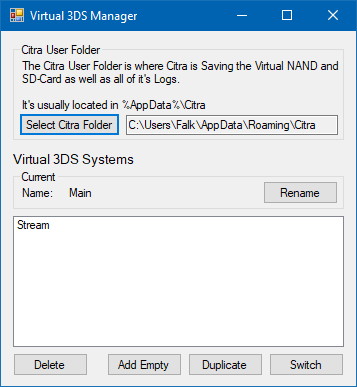 Virtual 3DS Manager
Citra User Folder
The Citra User Folder is where Citra is Saving the Virtual NAND and
SD-Card as well as all of it's Logs.
It's usually located in %AppData%\Citra
Select Citra Folder C:\Users\Falk\AppData\Roaming\Citra
Virtual 3DS Systems
Current
Name: Main Rename
Stream
Delete Add Empty Duplicate Switch